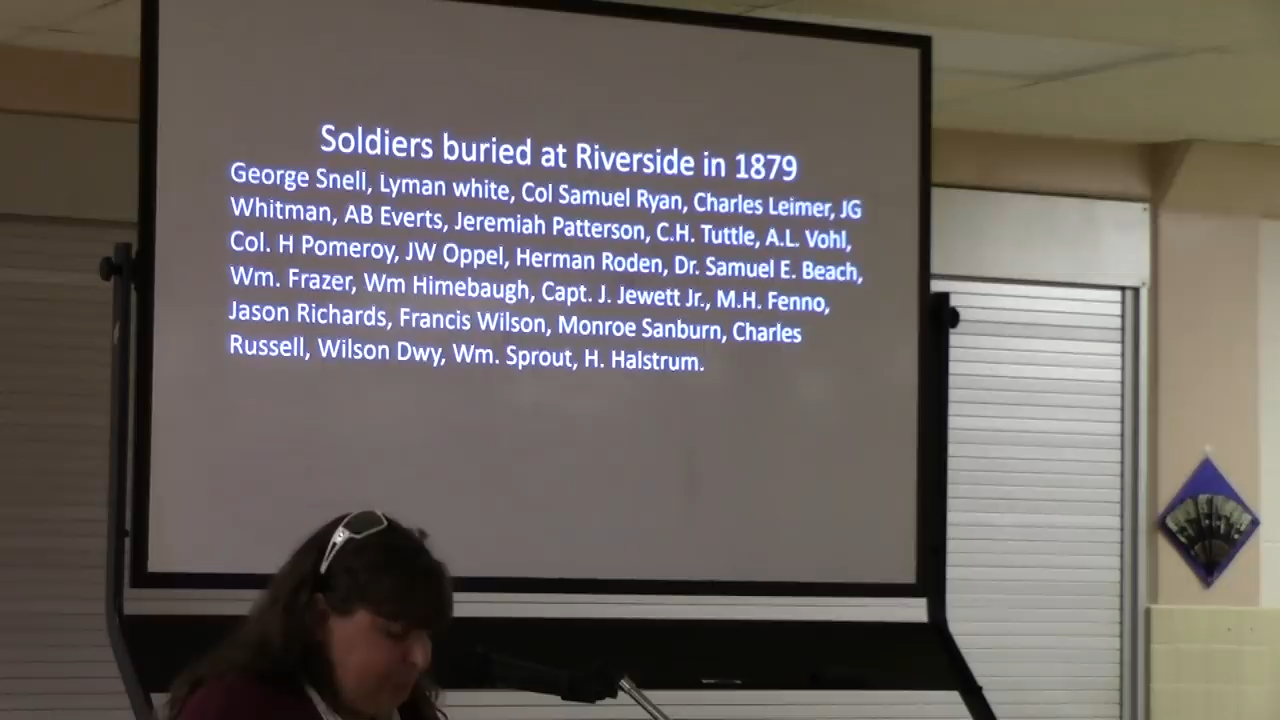 Soldiers buried at Riverside in 1879
George Snell, Lyman white, Col Samuel Ryan, Charles Leimer, JG
Whitman, AB Everts, Jeremiah Patterson, C.H. Tuttle, A.L. Vohl,
Col. H Pomeroy, JW Oppel, Herman Roden, Dr. Samuel E. Beach,
Wm. Frazer, Wm Himebaugh, Capt. J. Jewett Jr., M.H. Fenno,
Jason Richards, Francis Wilson, Monroe Sanburn, Charles
Russell, Wilson Dwy, Wm. Sprout, H. Halstrum.